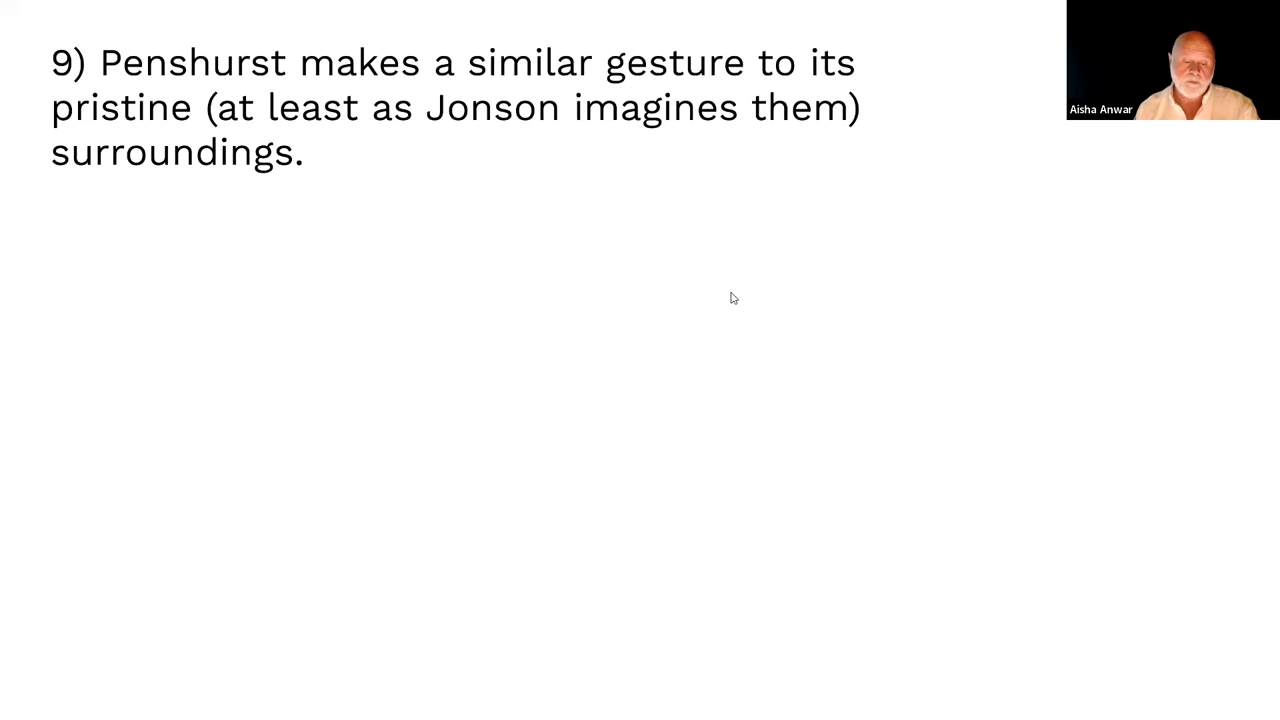 9) Penshurst makes a similar gesture to its
pristine (at least as Jonson imagines them)
surroundings.
Aisha Anwar